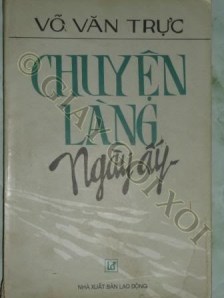 VÕ VĂN TRỰC
CHUYỆN
LÀNG
Ngày ấy
NHÀ XUẤT BẢN LAO ĐỘNG